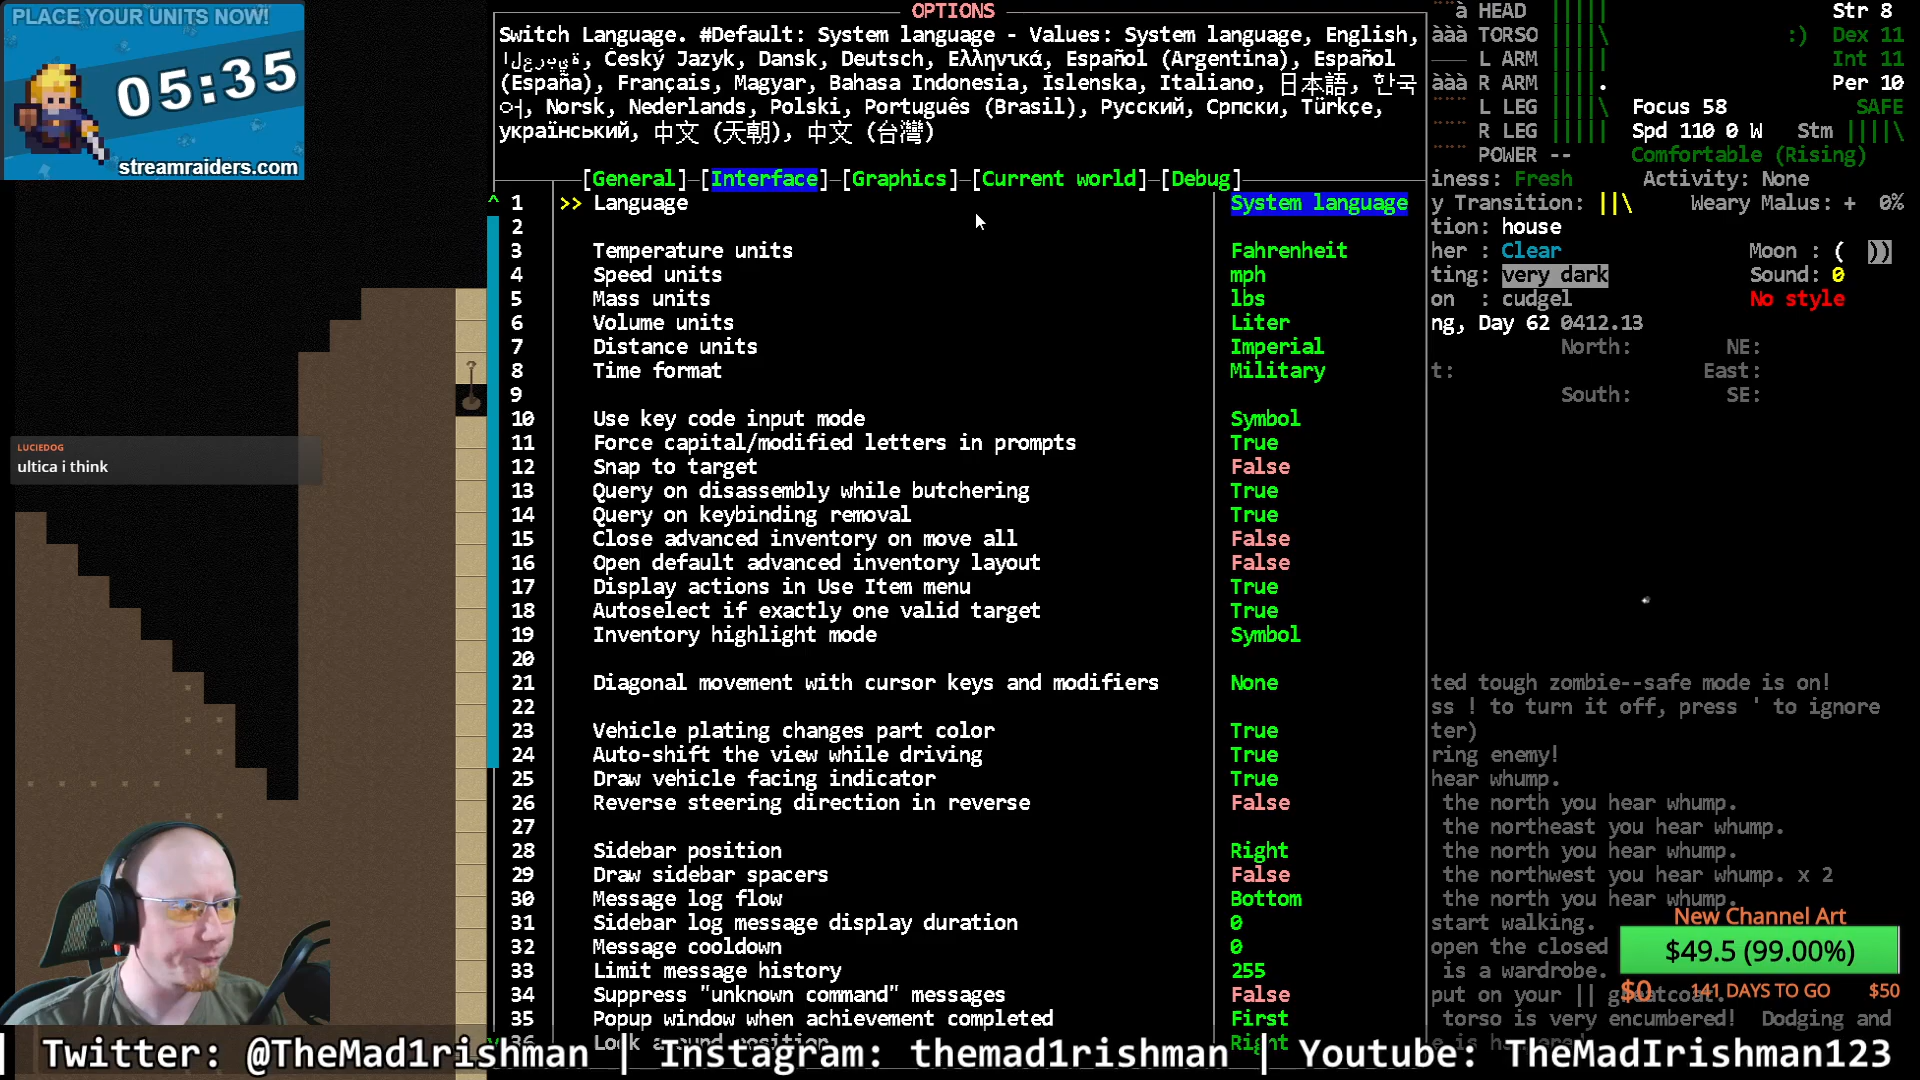 PLACE YOUR UNITS NOW!
05:35
streamraiders.com
LUCIEDOG
ultica i think
OPTIONS
Switch Language. #Default: System language - Values: System language, English,
Český Jazyk, Dansk, Deutsch, Ελληνικά, Español (Argentina), Español
(España), Français, Magyar, Bahasa Indonesia, Íslenska, Italiano, 日本語, 한국
어, Norsk, Nederlands, Polski, Português (Brasil), Русский, Српски, Türkçe,
український, 中文 (天朝), 中文 (台灣)
[General]-[Interface]-[Graphics]-[Current world]-[Debug]
1 >> Language System language
2
3 Temperature units Fahrenheit
4 Speed units mph
5 Mass units lbs
6 Volume units Liter
7 Distance units Imperial
8 Time format Military
9
10 Use key code input mode Symbol
11 Force capital/modified letters in prompts True
12 Snap to target False
13 Query on disassembly while butchering True
14 Query on keybinding removal True
15 Close advanced inventory on move all False
16 Open default advanced inventory layout False
17 Display actions in Use Item menu True
18 Autoselect if exactly one valid target True
19 Inventory highlight mode Symbol
20
21 Diagonal movement with cursor keys and modifiers None
22
23 Vehicle plating changes part color True
24 Auto-shift the view while driving True
25 Draw vehicle facing indicator True
26 Reverse steering direction in reverse False
27
28 Sidebar position Right
29 Draw sidebar spacers False
30 Message log flow Bottom
31 Sidebar log message display duration 0
32 Message cooldown 0
33 Limit message history 255
34 Suppress "unknown command" messages False
35 Popup window when achievement completed First
¨¨à HEAD ||||| Str 8
ààà TORSO ||||\ :) Dex 11
—— L ARM ||||| Int 11
ààà R ARM ||||. Per 10
¨¨¨ L LEG ||||\ Focus 58 SAFE
¨¨¨ R LEG ||||| Spd 110 0 W Stm ||||\
POWER -- Comfortable (Rising)
iness: Fresh Activity: None
y Transition: ||\ Weary Malus: + 0%
tion: house
her : Clear Moon : ( ))
ting: very dark Sound: 0
on : cudgel No style
ng, Day 62 0412.13
North: NE:
t: East:
South: SE:
ted tough zombie--safe mode is on!
ss ! to turn it off, press ' to ignore
ter)
ring enemy!
hear whump.
the north you hear whump.
the northeast you hear whump.
the north you hear whump.
the northwest you hear whump. x 2
the north you hear whump.
start walking.
open the closed
is a wardrobe.
put on your || greatcoat.
torso is very encumbered! Dodging and
New Channel Art
$49.5 (99.00%)
$0 141 DAYS TO GO $50
| Twitter: @TheMad1rishman | Instagram: themad1rishman | Youtube: TheMadIrishman123